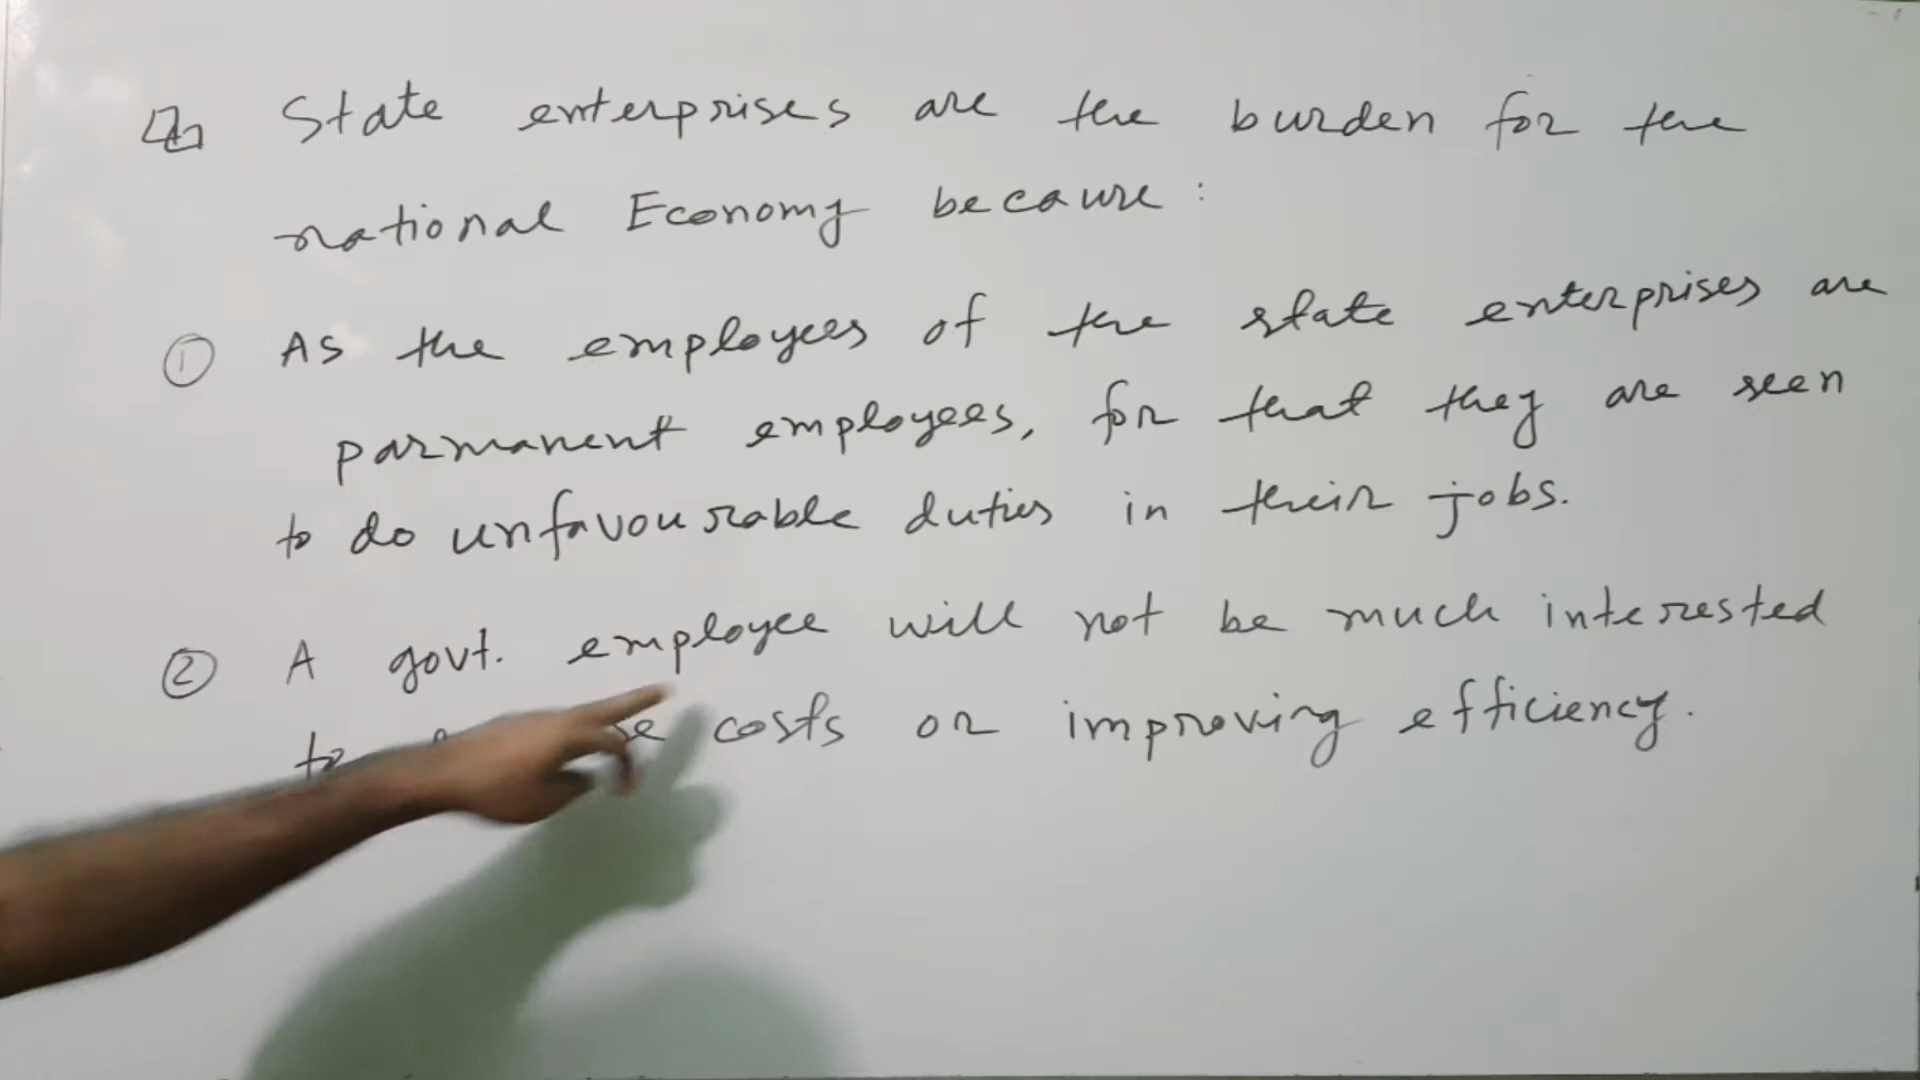 State enterprises are the burden for the
national Economy because :
① As the employees of the state enterprises are
parmanent employees, for that they are seen
to do unfavourable duties in their jobs.
② A govt. employee will not be much interested
to costs or improving efficiency.